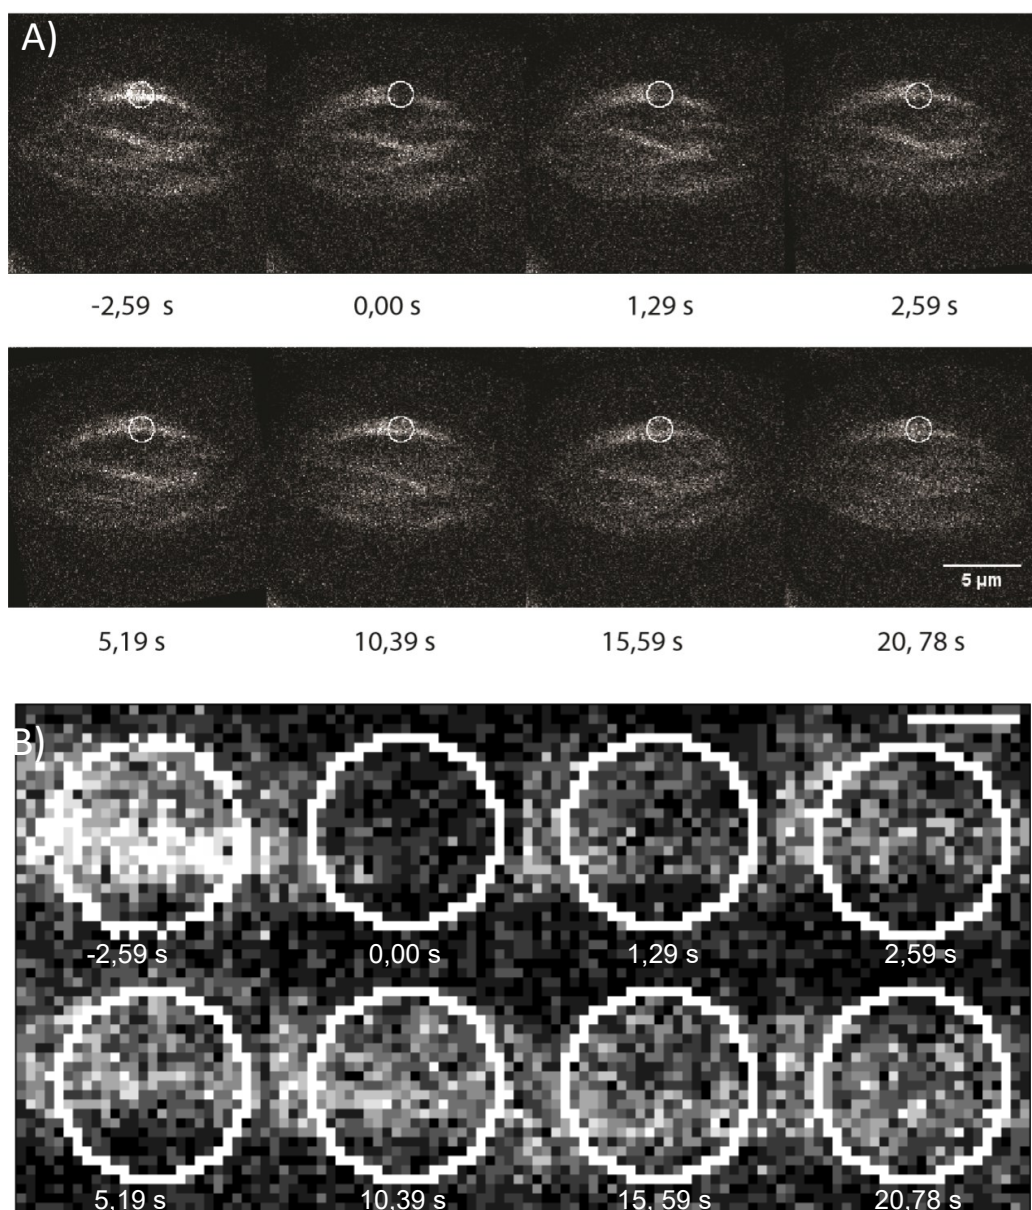 A)
-2,59 s 0,00 s 1,29 s 2,59 s
5 µm
5,19 s 10,39 s 15,59 s 20, 78 s
B)
-2,59 s 0,00 s 1,29 s 2,59 s
5,19 s 10,39 s 15,59 s 20,78 s